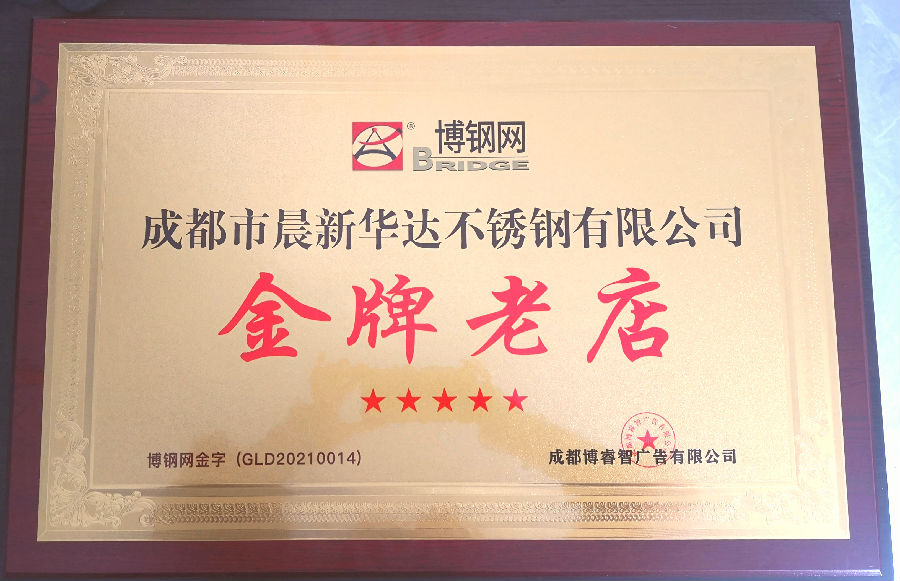 ® 博钢网
BRIDGE
成都市晨新华达不锈钢有限公司
金牌老店
★★★★★
博钢网金字（GLD20210014）
成都博睿智广告有限公司